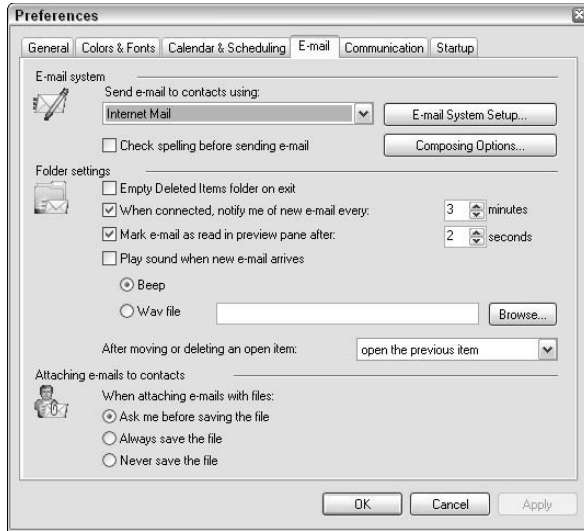 Preferences
General Colors & Fonts Calendar & Scheduling E-mail Communication Startup
E-mail system
Send e-mail to contacts using:
Internet Mail E-mail System Setup...
Check spelling before sending e-mail Composing Options...
Folder settings
Empty Deleted Items folder on exit
When connected, notify me of new e-mail every: 3 minutes
Mark e-mail as read in preview pane after: 2 seconds
Play sound when new e-mail arrives
Beep
Wav file Browse...
After moving or deleting an open item: open the previous item
Attaching e-mails to contacts
When attaching e-mails with files:
Ask me before saving the file
Always save the file
Never save the file
OK Cancel Apply